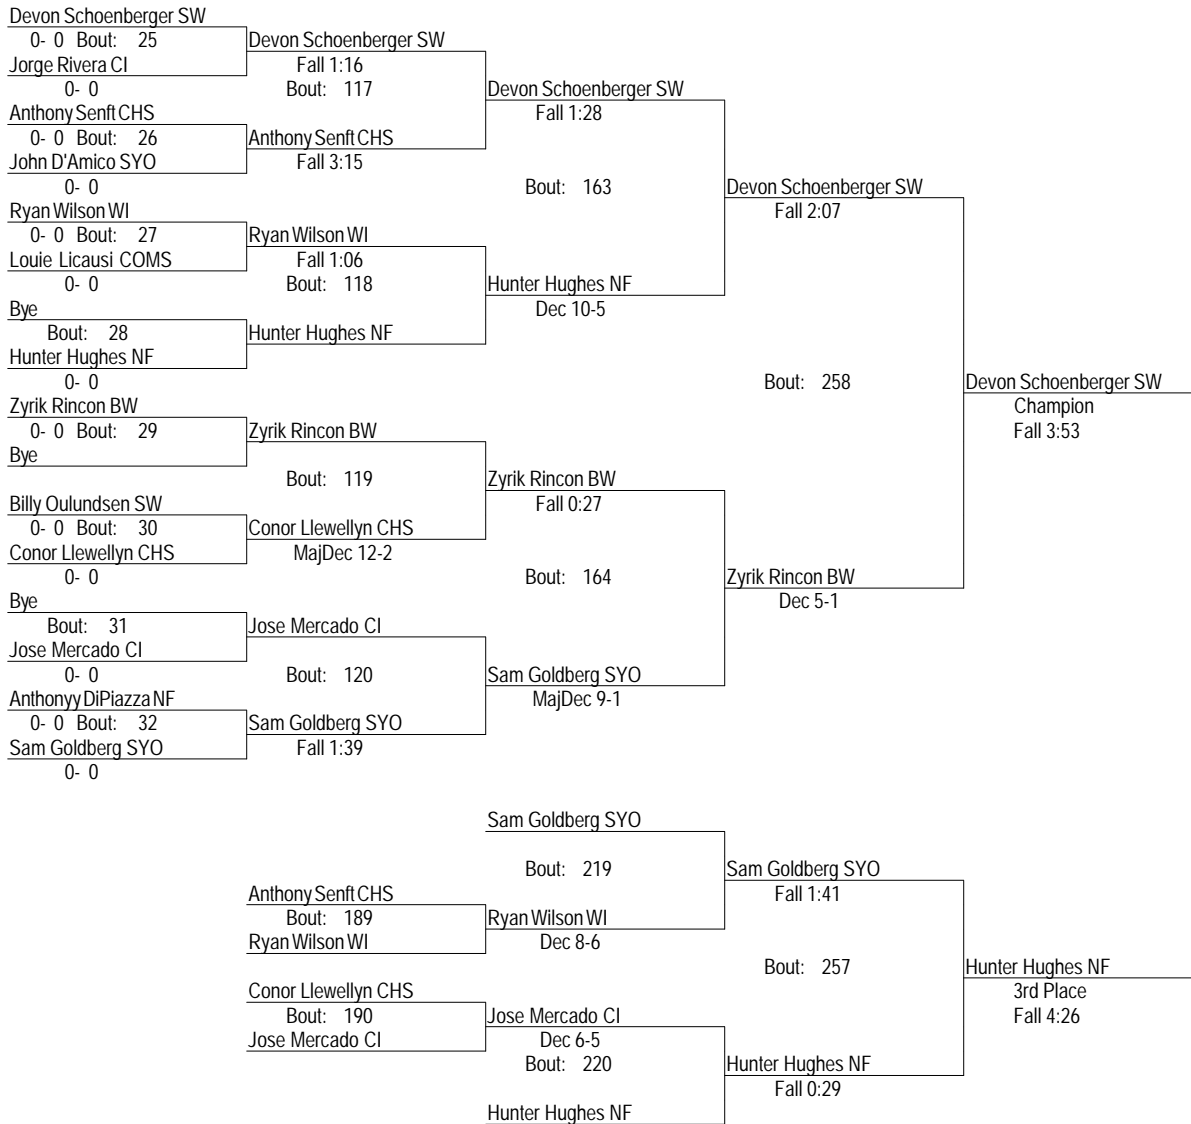 Devon Schoenberger SW
0- 0 Bout: 25
Jorge Rivera CI
0- 0
Anthony Senft CHS
0- 0 Bout: 26
John D'Amico SYO
0- 0
Ryan Wilson WI
0- 0 Bout: 27
Louie Licausi COMS
0- 0
Bye
Bout: 28
Hunter Hughes NF
0- 0
Zyrik Rincon BW
0- 0 Bout: 29
Bye
Billy Oulundsen SW
0- 0 Bout: 30
Conor Llewellyn CHS
0- 0
Bye
Bout: 31
Jose Mercado CI
0- 0
Anthonyy DiPiazza NF
0- 0 Bout: 32
Sam Goldberg SYO
0- 0
Devon Schoenberger SW
Fall 1:16
Bout: 117
Anthony Senft CHS
Fall 3:15
Ryan Wilson WI
Fall 1:06
Bout: 118
Hunter Hughes NF
Zyrik Rincon BW
Bout: 119
Conor Llewellyn CHS
MajDec 12-2
Jose Mercado CI
Bout: 120
Sam Goldberg SYO
Fall 1:39
Devon Schoenberger SW
Fall 1:28
Bout: 163
Hunter Hughes NF
Dec 10-5
Zyrik Rincon BW
Fall 0:27
Bout: 164
Sam Goldberg SYO
MajDec 9-1
Devon Schoenberger SW
Fall 2:07
Bout: 258
Zyrik Rincon BW
Dec 5-1
Devon Schoenberger SW
Champion
Fall 3:53
Anthony Senft CHS
Bout: 189
Ryan Wilson WI
Conor Llewellyn CHS
Bout: 190
Jose Mercado CI
Sam Goldberg SYO
Bout: 219
Ryan Wilson WI
Dec 8-6
Jose Mercado CI
Dec 6-5
Bout: 220
Hunter Hughes NF
Sam Goldberg SYO
Fall 1:41
Bout: 257
Hunter Hughes NF
Fall 0:29
Hunter Hughes NF
3rd Place
Fall 4:26